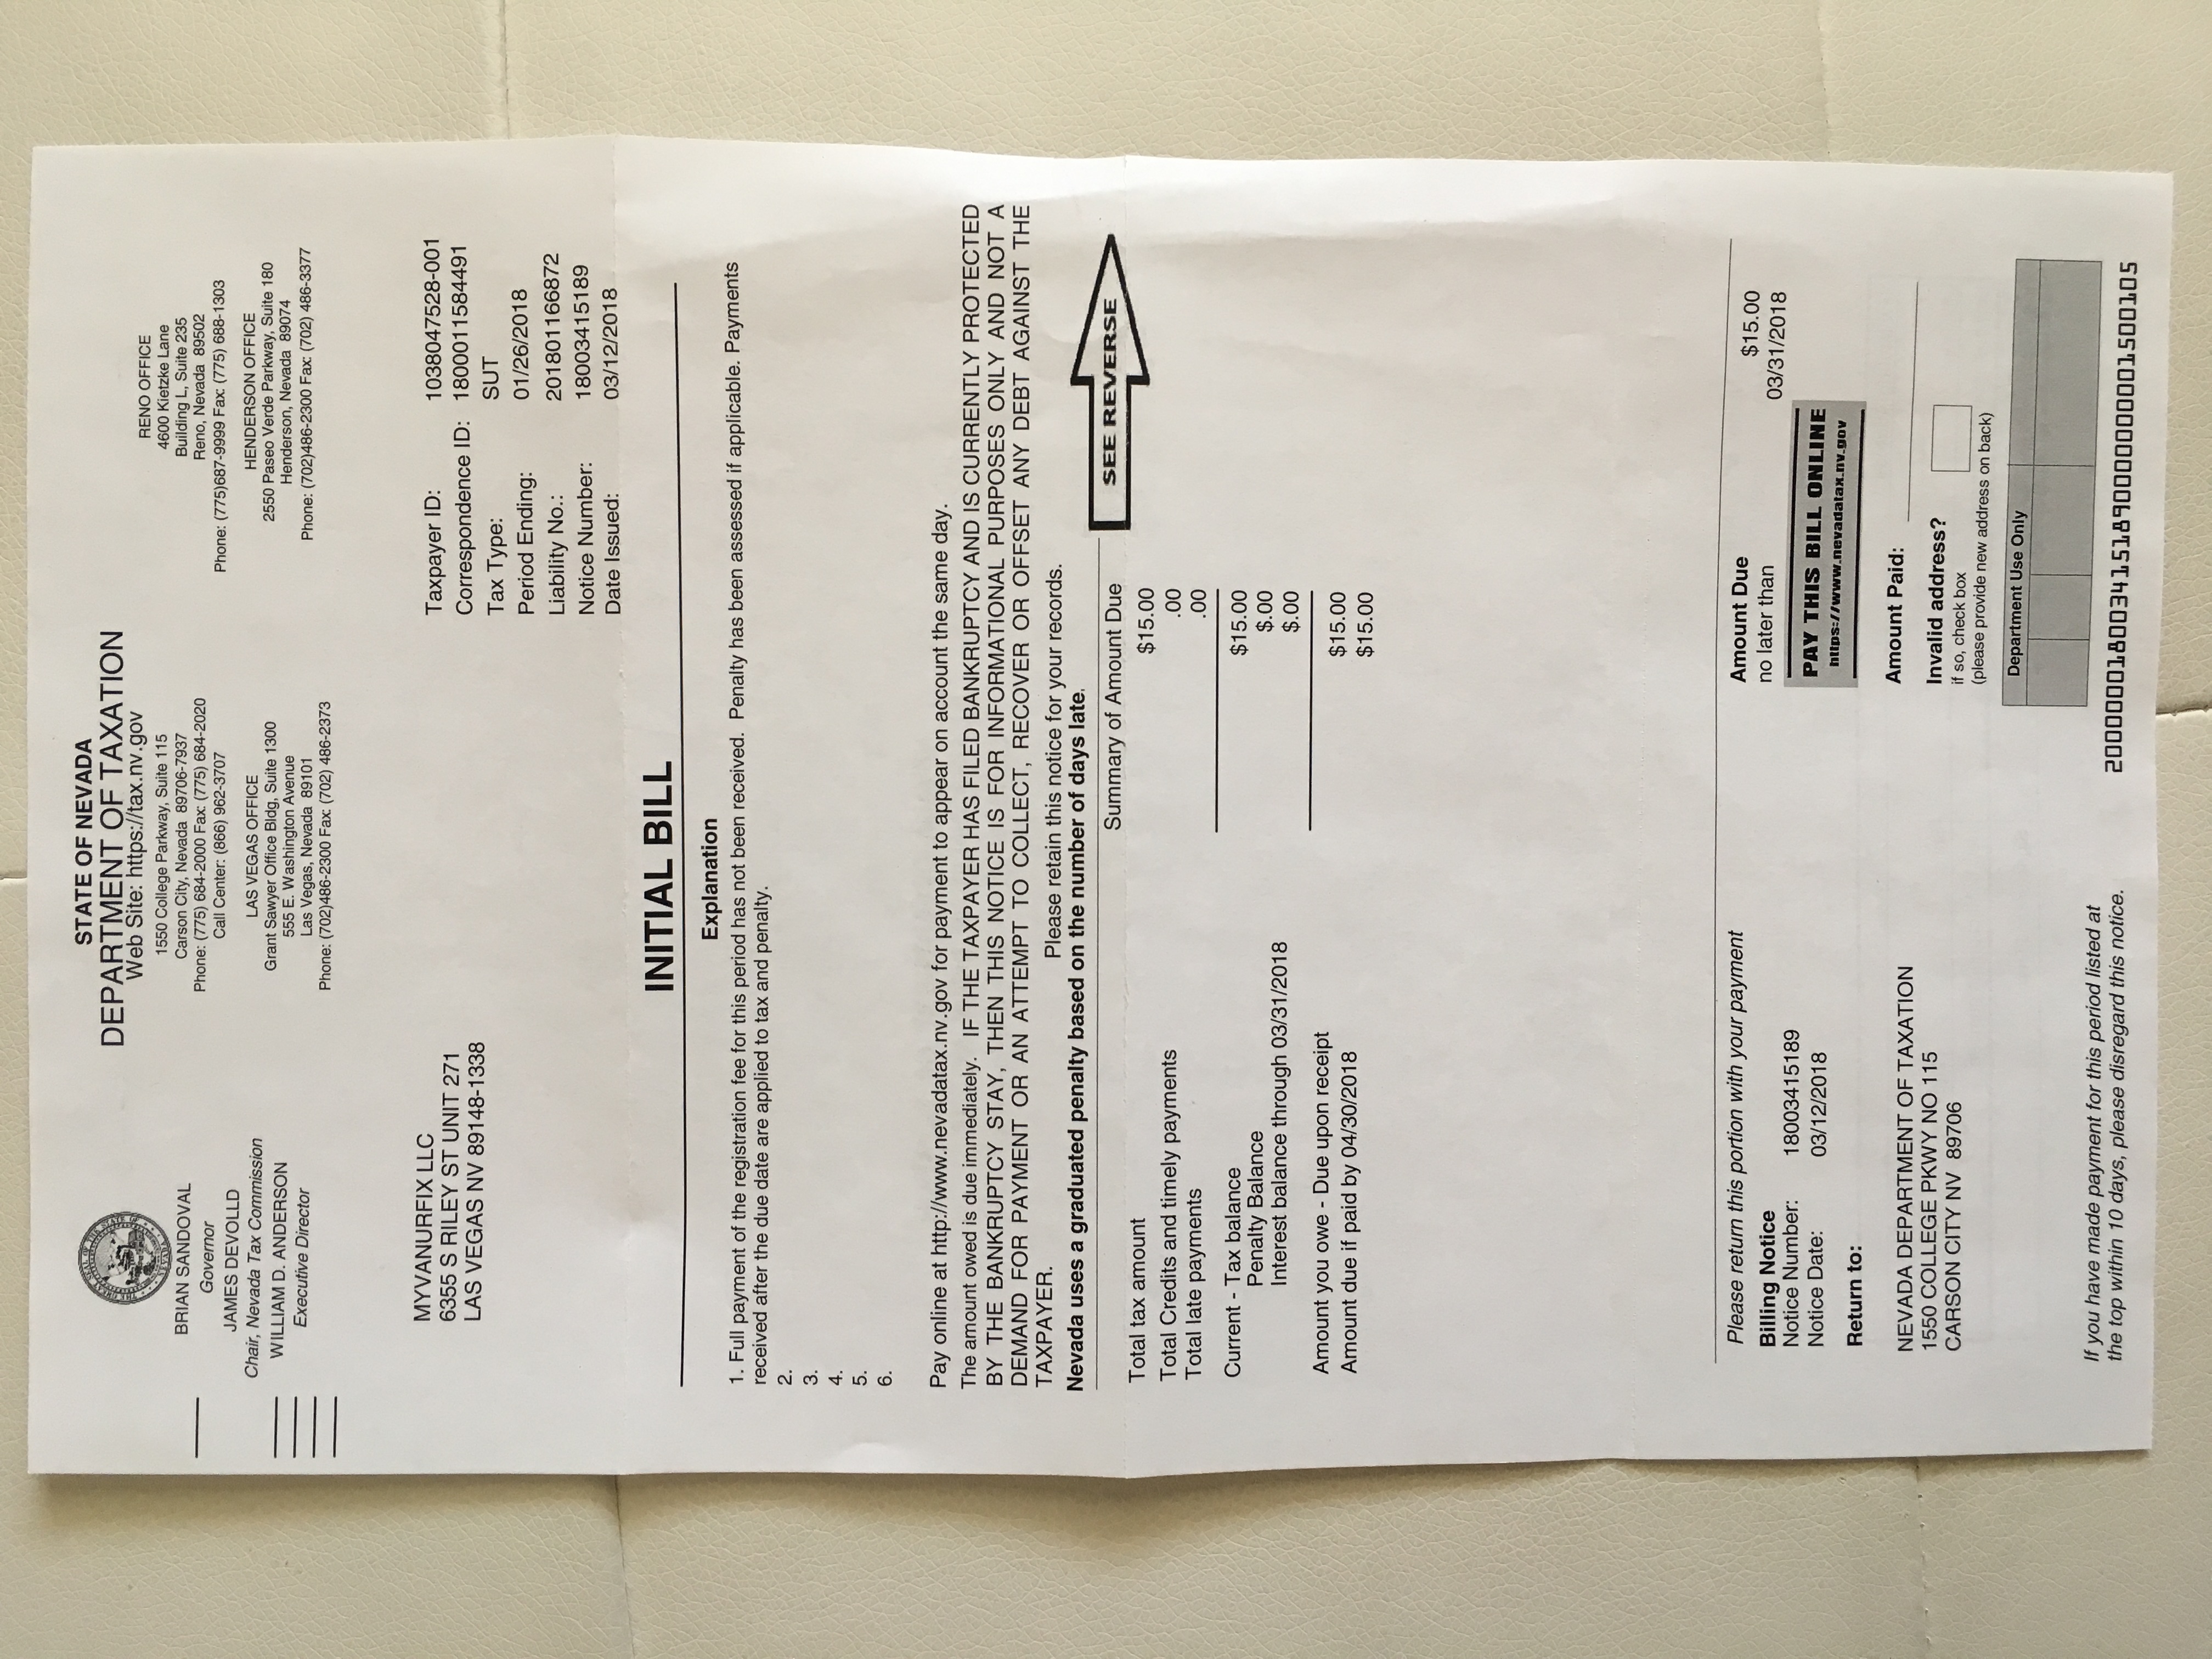 STATE OF NEVADA
DEPARTMENT OF TAXATION
Web Site: https://tax.nv.gov
1550 College Parkway, Suite 115
Carson City, Nevada 89706-7937
Phone: (775) 684-2000 Fax: (775) 684-2020
Call Center: (866) 962-3707
LAS VEGAS OFFICE
Grant Sawyer Office Bldg, Suite 1300
555 E. Washington Avenue
Las Vegas, Nevada 89101
Phone: (702)486-2300 Fax: (702) 486-2373
BRIAN SANDOVAL
Governor
JAMES DEVOLLD
Chair, Nevada Tax Commission
WILLIAM D. ANDERSON
Executive Director
RENO OFFICE
4600 Kietzke Lane
Building L, Suite 235
Reno, Nevada 89502
Phone: (775)687-9999 Fax: (775) 688-1303
HENDERSON OFFICE
2550 Paseo Verde Parkway, Suite 180
Henderson, Nevada 89074
Phone: (702)486-2300 Fax: (702) 486-3377
MYVANURFIX LLC
6355 S RILEY ST UNIT 271
LAS VEGAS NV 89148-1338
Taxpayer ID: 1038047528-001
Correspondence ID: 1800011584491
Tax Type: SUT
Period Ending: 01/26/2018
Liability No.: 201801166872
Notice Number: 18003415189
Date Issued: 03/12/2018
INITIAL BILL
Explanation
1. Full payment of the registration fee for this period has not been received. Penalty has been assessed if applicable. Payments
received after the due date are applied to tax and penalty.
2.
3.
4.
5.
6.
Pay online at http://www.nevadatax.nv.gov for payment to appear on account the same day.
The amount owed is due immediately. IF THE TAXPAYER HAS FILED BANKRUPTCY AND IS CURRENTLY PROTECTED
BY THE BANKRUPTCY STAY, THEN THIS NOTICE IS FOR INFORMATIONAL PURPOSES ONLY AND NOT A
DEMAND FOR PAYMENT OR AN ATTEMPT TO COLLECT, RECOVER OR OFFSET ANY DEBT AGAINST THE
TAXPAYER.
Please retain this notice for your records.
Nevada uses a graduated penalty based on the number of days late.
SEE REVERSE
Summary of Amount Due
Total tax amount $15.00
Total Credits and timely payments .00
Total late payments .00
Current - Tax balance $15.00
Penalty Balance $.00
Interest balance through 03/31/2018 $.00
Amount you owe - Due upon receipt $15.00
Amount due if paid by 04/30/2018 $15.00
Please return this portion with your payment
Billing Notice
Notice Number: 18003415189
Notice Date: 03/12/2018
Return to:
NEVADA DEPARTMENT OF TAXATION
1550 COLLEGE PKWY NO 115
CARSON CITY NV 89706
Amount Due $15.00
no later than 03/31/2018
PAY THIS BILL ONLINE
https://www.nevadatax.nv.gov
Amount Paid:
Invalid address?
if so, check box
(please provide new address on back)
Department Use Only
If you have made payment for this period listed at
the top within 10 days, please disregard this notice.